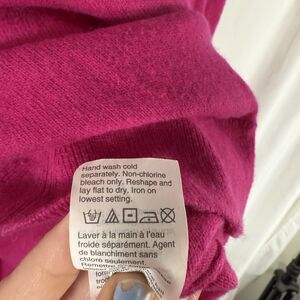 Hand wash cold
separately. Non-chlorine
bleach only. Reshape and
lay flat to dry. Iron on
lowest setting.
Laver à la main à l'eau
froide séparément. Agent
de blanchiment sans
chlore seulement.
Remettre